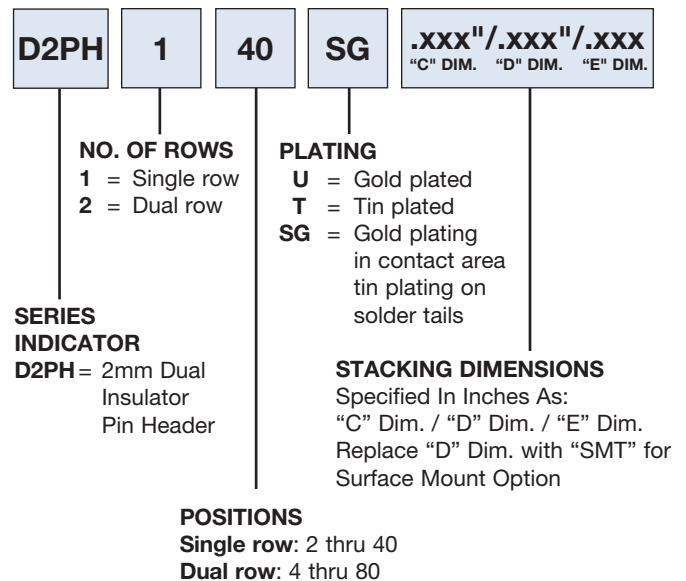 D2PH 1 40 SG .xxx"/.xxx"/.xxx
“C" DIM. “D" DIM. “E" DIM.
NO. OF ROWS
1 = Single row
2 = Dual row
PLATING
U = Gold plated
T = Tin plated
SG = Gold plating
in contact area
tin plating on
solder tails
SERIES
INDICATOR
D2PH = 2mm Dual
Insulator
Pin Header
STACKING DIMENSIONS
Specified In Inches As:
“C” Dim. / “D” Dim. / “E” Dim.
Replace “D” Dim. with “SMT” for
Surface Mount Option
POSITIONS
Single row: 2 thru 40
Dual row: 4 thru 80